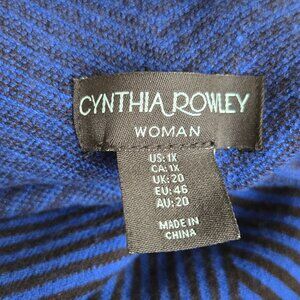 CYNTHIA ROWLEY
WOMAN
US: 1X
CA: 1X
UK: 20
EU: 46
AU: 20
MADE IN
CHINA